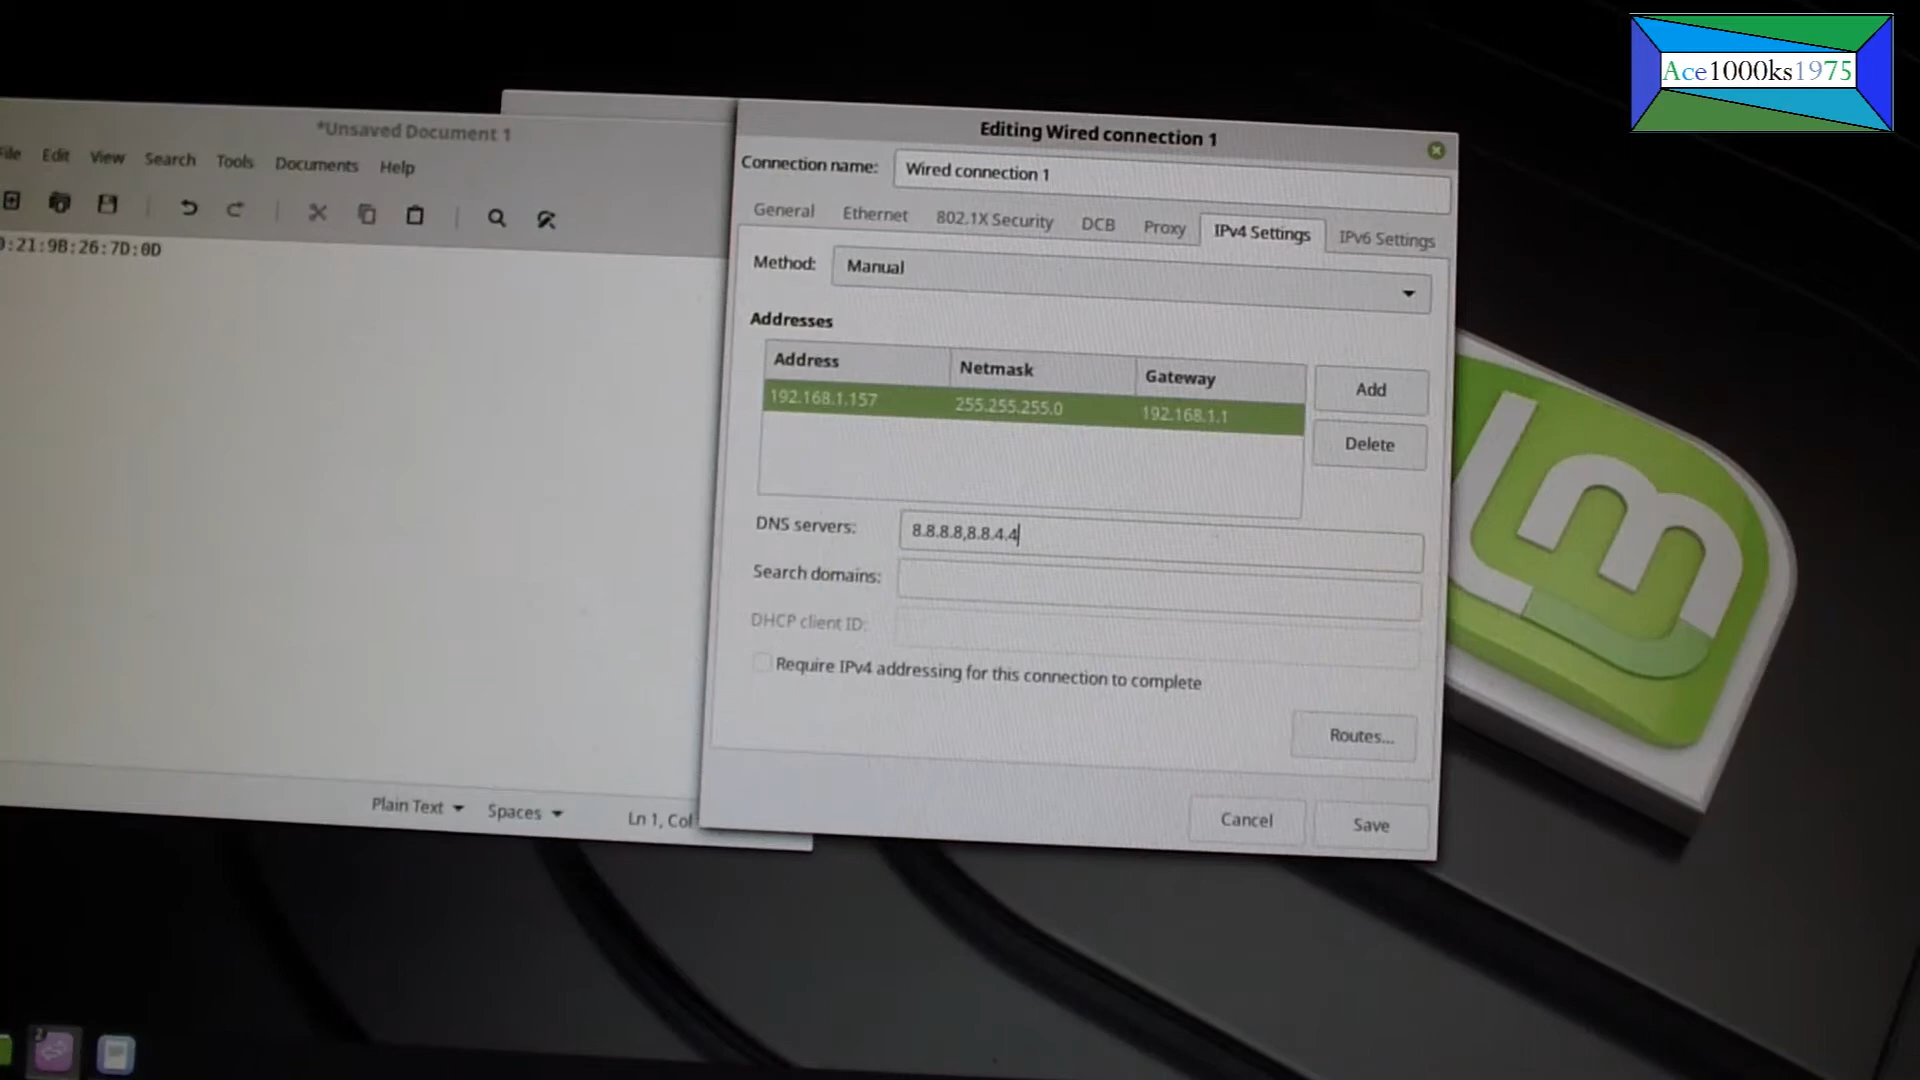 Ace1000ks1975
*Unsaved Document 1
File Edit View Search Tools Documents Help
:21:9B:26:7D:0D
Plain Text Spaces Ln 1, Col
Editing Wired connection 1
Connection name: Wired connection 1
General Ethernet 802.1X Security DCB Proxy IPv4 Settings IPv6 Settings
Method: Manual
Addresses
Address Netmask Gateway
192.168.1.157 255.255.255.0 192.168.1.1
Add
Delete
DNS servers: 8.8.8.8,8.8.4.4
Search domains:
DHCP client ID:
Require IPv4 addressing for this connection to complete
Routes...
Cancel Save